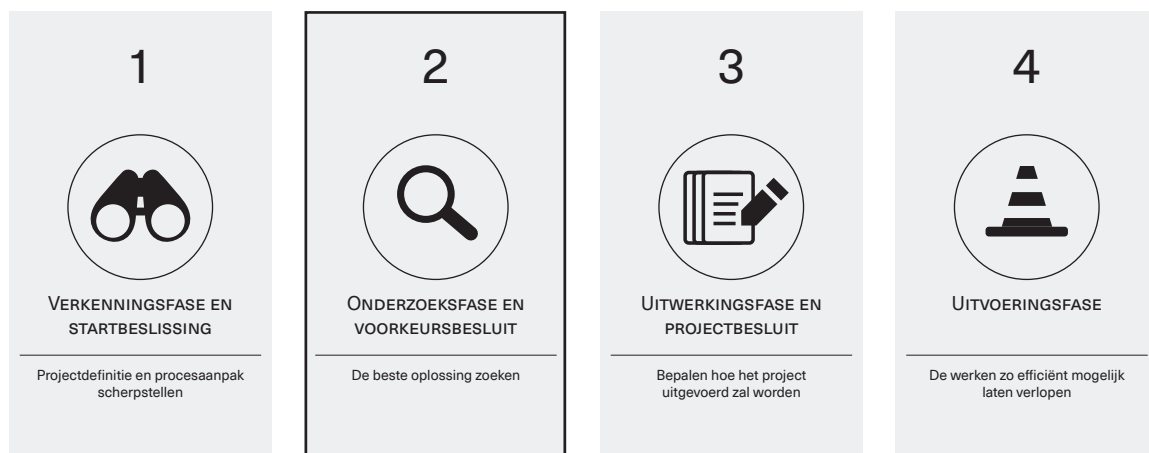 1
VERKENNINGSFASE EN
STARTBESLISSING
Projectdefinitie en procesaanpak
scherpstellen
2
ONDERZOEKSFASE EN
VOORKEURSBESLUIT
De beste oplossing zoeken
3
UITWERKINGSFASE EN
PROJECTBESLUIT
Bepalen hoe het project
uitgevoerd zal worden
4
UITVOERINGSFASE
De werken zo efficiënt mogelijk
laten verlopen